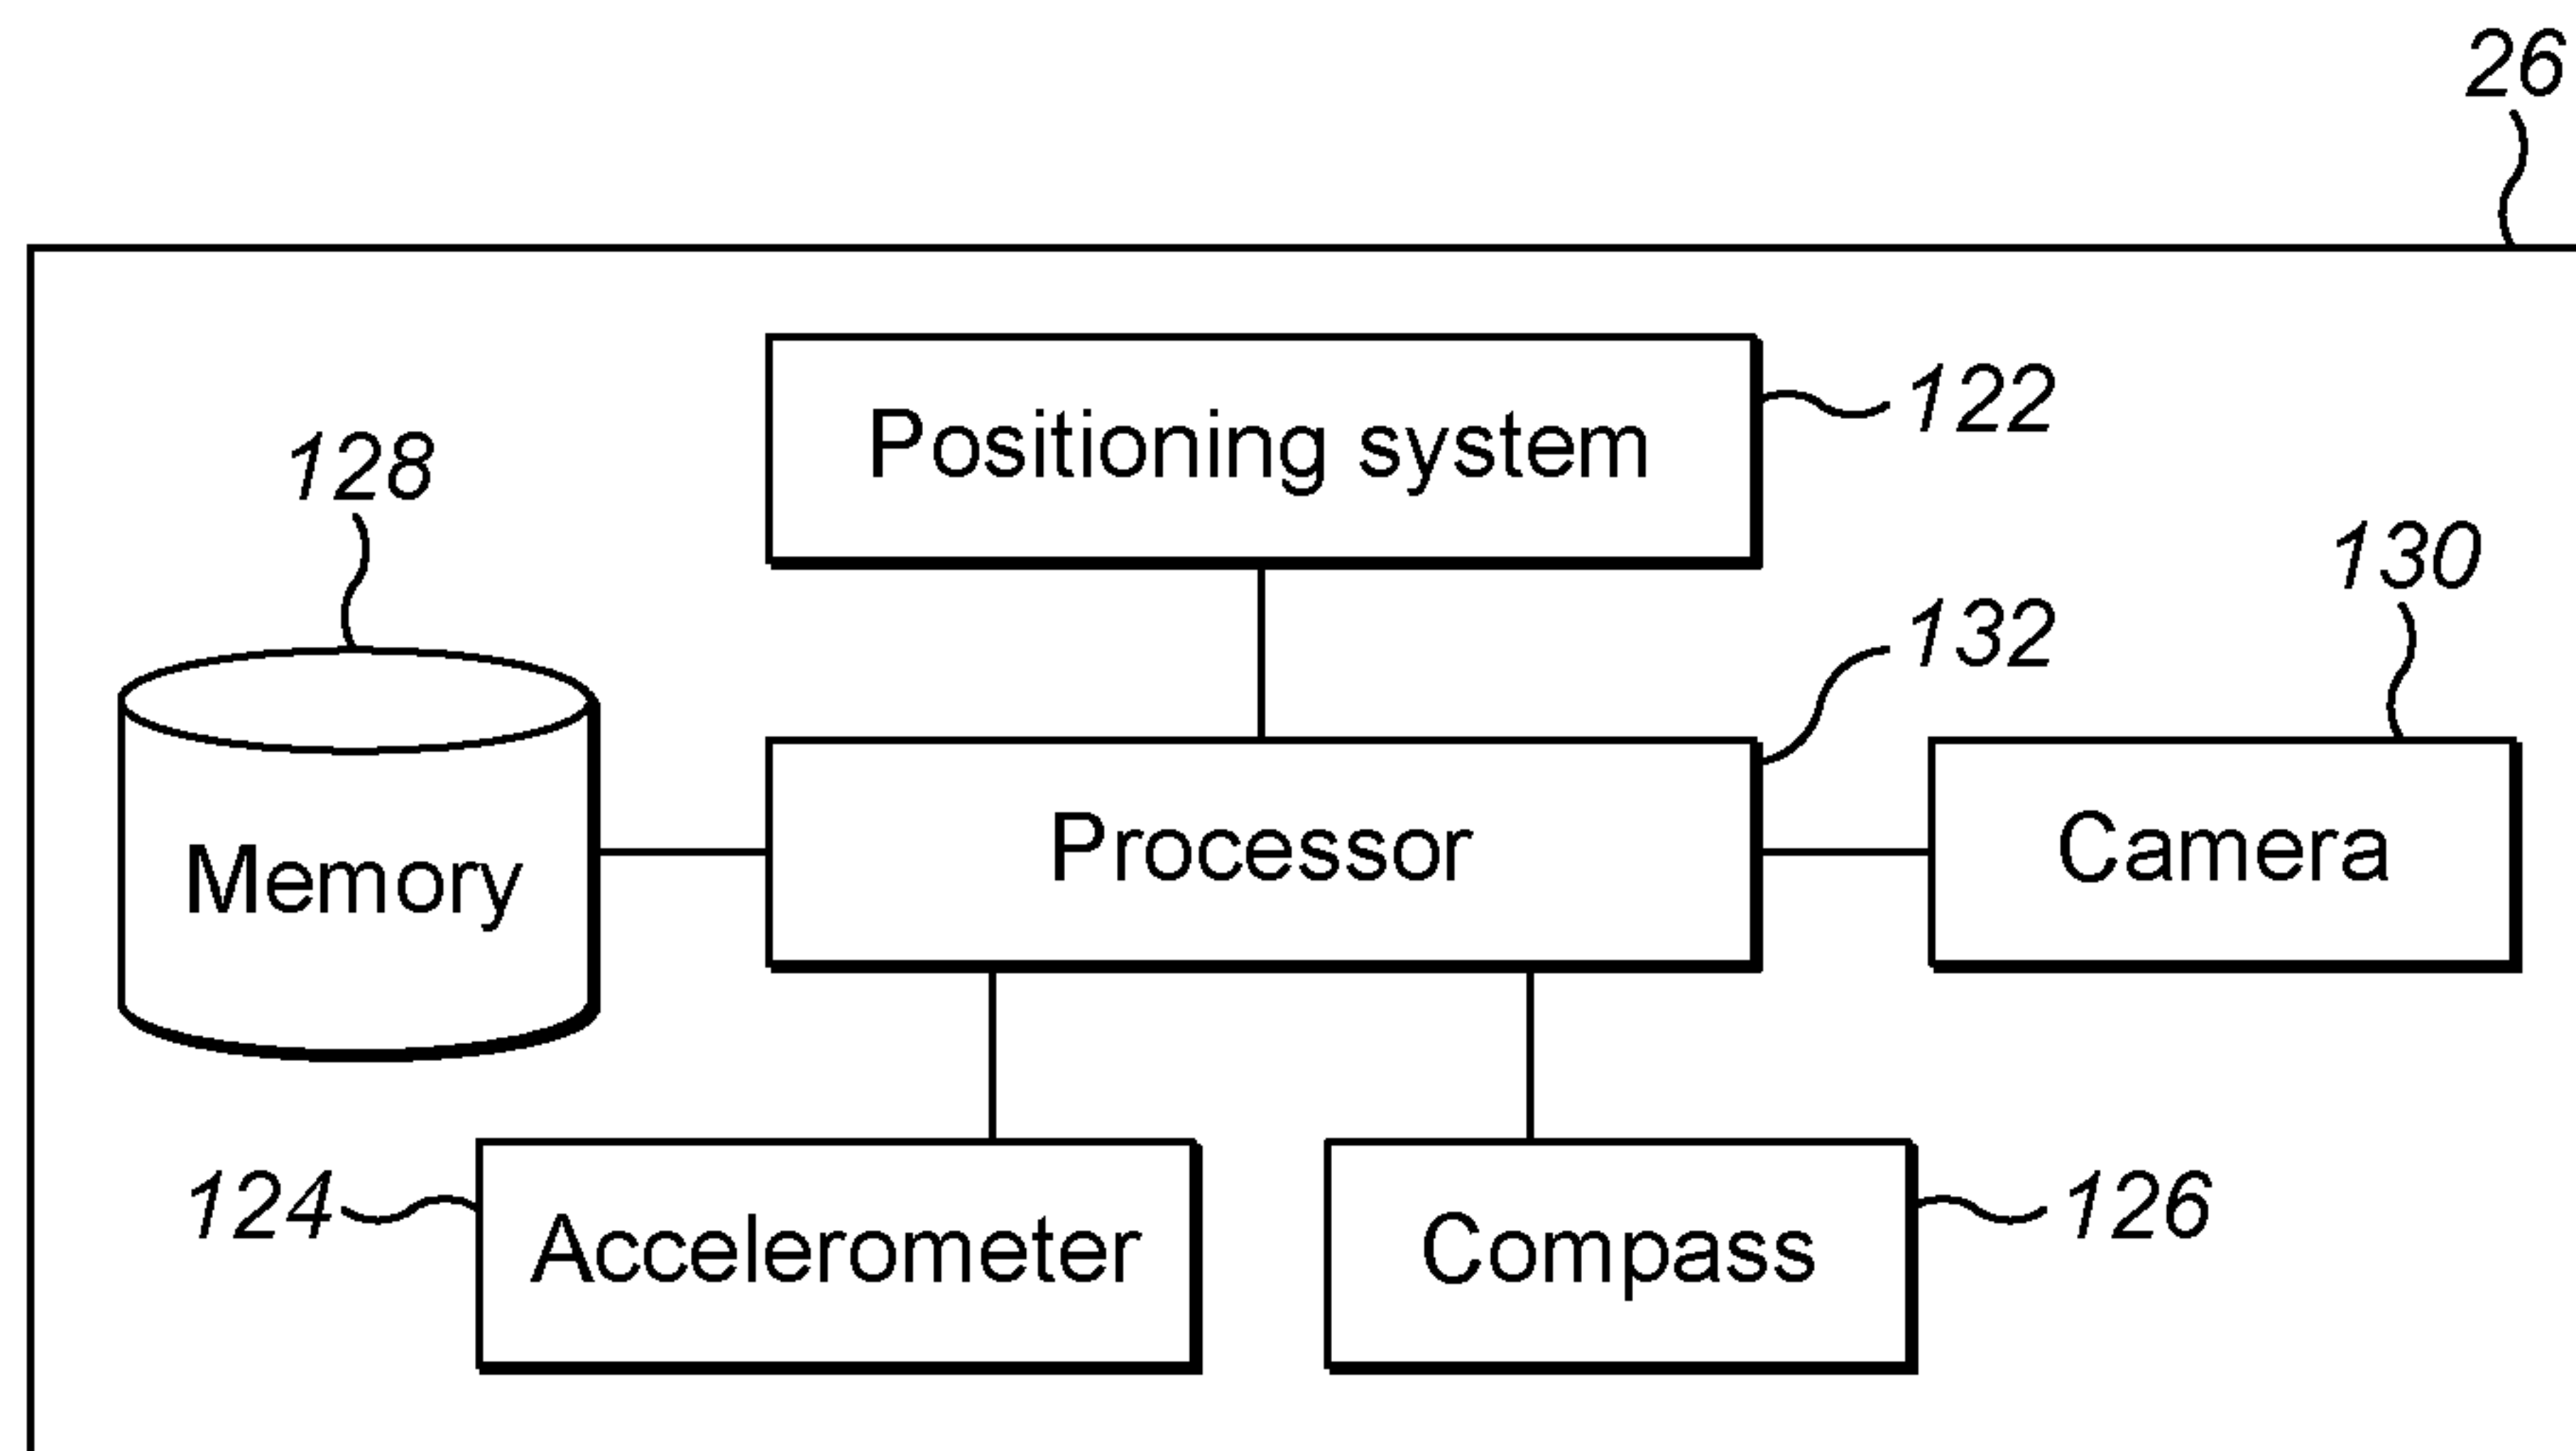 26
Positioning system
122
128
130
132
Memory
Processor
Camera
124
Accelerometer
Compass
126